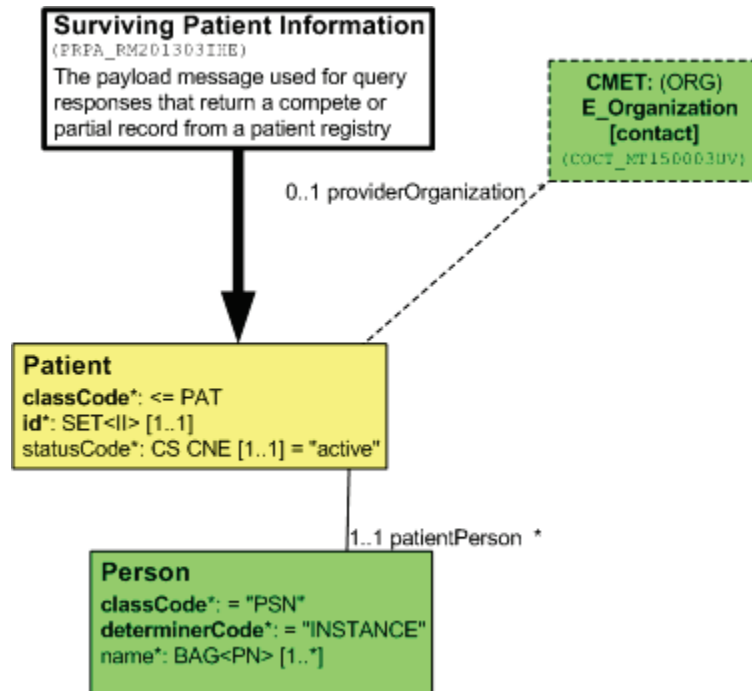 Surviving Patient Information
(PRPA_RM201303IHE)
The payload message used for query
responses that return a compete or
partial record from a patient registry
CMET: (ORG)
E_Organization
[contact]
(COCT_MT150003UV)
0..1 providerOrganization
Patient
classCode*: <= PAT
id*: SET<II> [1..1]
statusCode*: CS CNE [1..1] = "active"
1..1 patientPerson *
Person
classCode*: = "PSN"
determinerCode*: = "INSTANCE"
name*: BAG<PN> [1..*]